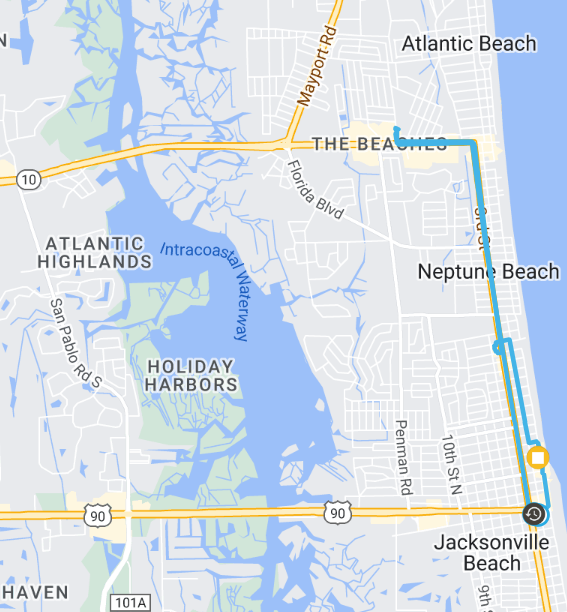 N
Mayport Rd
Atlantic Beach
THE BEACHES
10
Florida Blvd
3rd St
ATLANTIC
HIGHLANDS
Intracoastal Waterway
Neptune Beach
San Pablo Rd S
HOLIDAY
HARBORS
Penman Rd
10th St N
90
90
Jacksonville
Beach
HAVEN
101A
9th